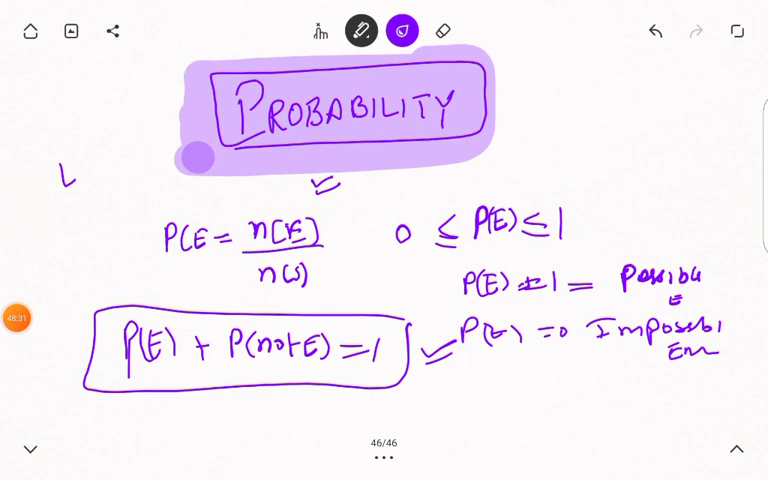 PROBABILITY
P(E = n(E)
n(s)
0 ≤ P(E) ≤ 1
P(E) = 1 = Possible
E
P(E) + P(not E) = 1
P(E) = 0 Impossibl
48:31
46/46